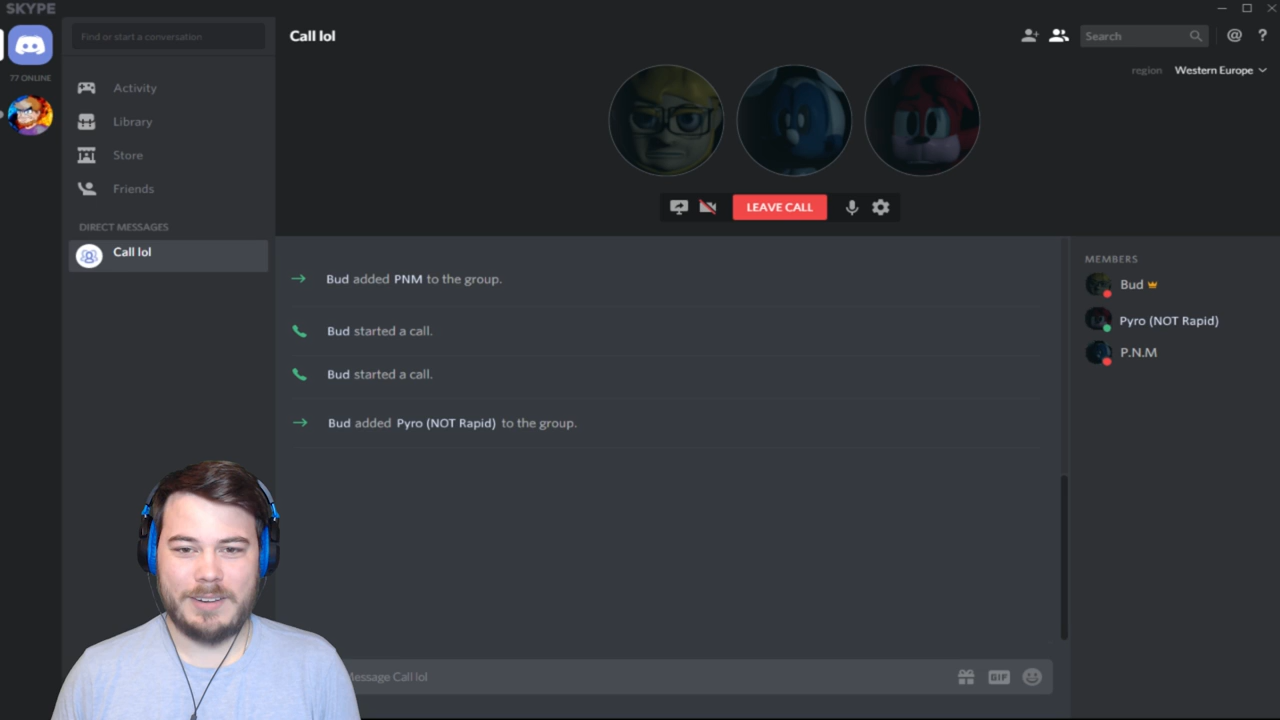 SKYPE
Find or start a conversation
77 ONLINE
Activity
Library
Store
Friends
DIRECT MESSAGES
Call lol
Call lol
Search
@
?
region Western Europe
LEAVE CALL
Bud added PNM to the group.
Bud started a call.
Bud started a call.
Bud added Pyro (NOT Rapid) to the group.
Message Call lol
GIF
MEMBERS
Bud
Pyro (NOT Rapid)
P.N.M